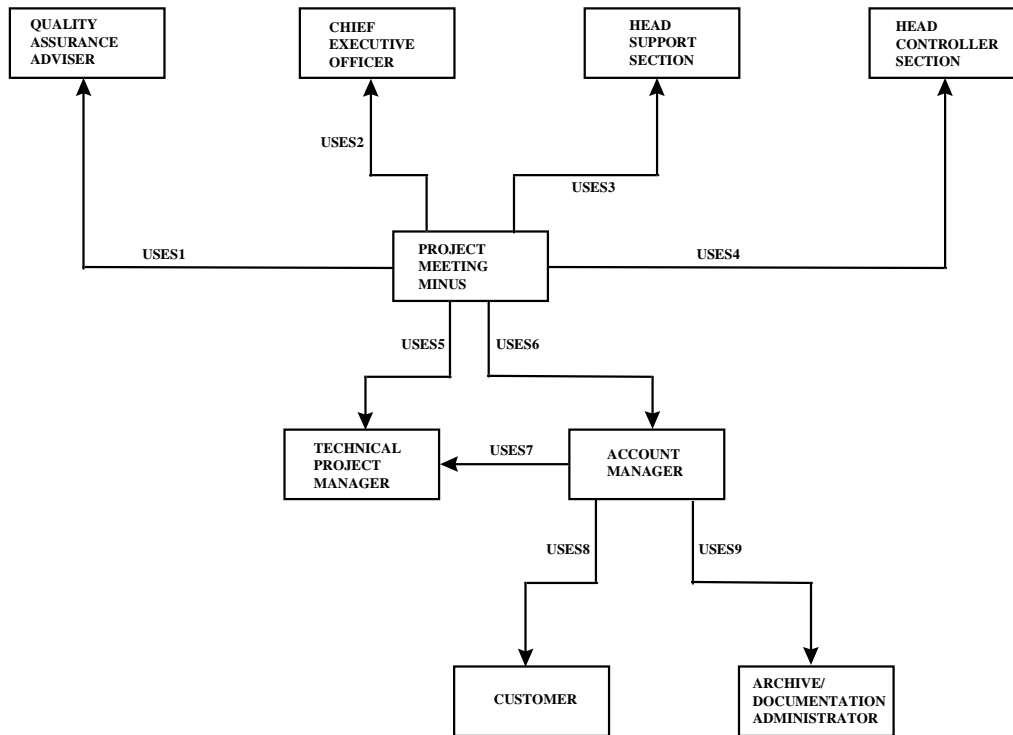 QUALITY
ASSURANCE
ADVISER
CHIEF
EXECUTIVE
OFFICER
HEAD
SUPPORT
SECTION
HEAD
CONTROLLER
SECTION
USES2
USES3
USES1
PROJECT
MEETING
MINUS
USES4
USES5
USES6
TECHNICAL
PROJECT
MANAGER
USES7
ACCOUNT
MANAGER
USES8
USES9
CUSTOMER
ARCHIVE/
DOCUMENTATION
ADMINISTRATOR